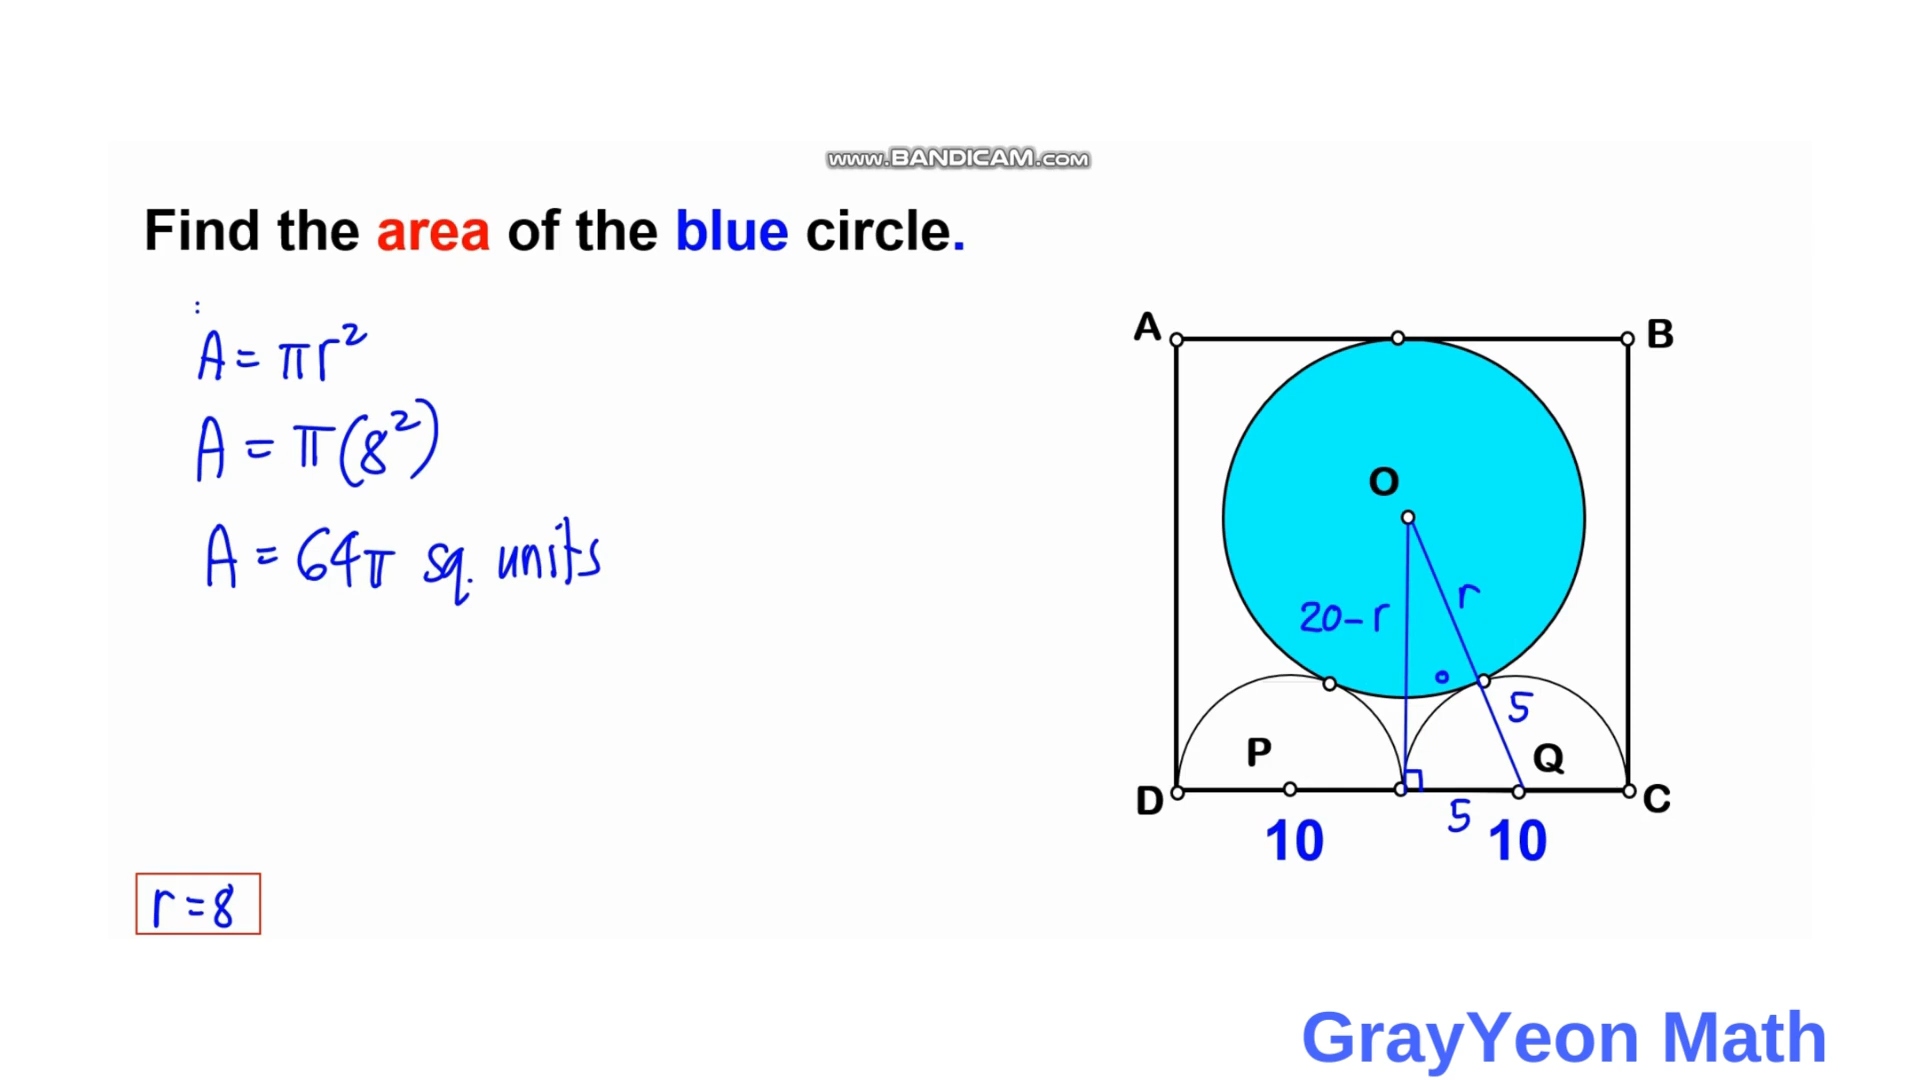 www.BANDICAM.com
Find the area of the blue circle.
A = πr²
A = π(8²)
A = 64π sq. units
r = 8
A
B
O
20-r
r
5
P
Q
D
C
5
10
10
GrayYeon Math